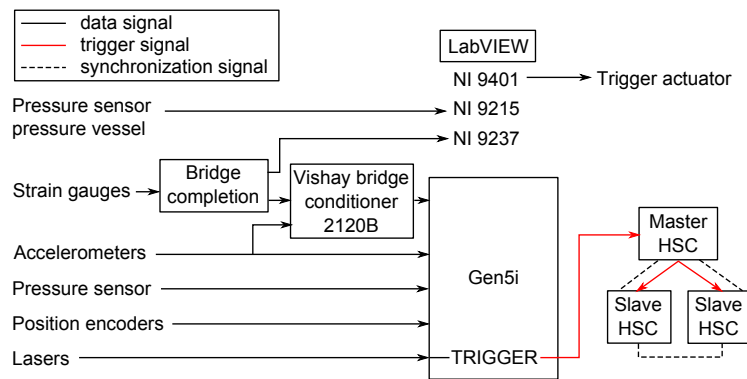 data signal
trigger signal
synchronization signal
LabVIEW
NI 9401
Trigger actuator
Pressure sensor
pressure vessel
NI 9215
NI 9237
Strain gauges
Bridge
completion
Vishay bridge
conditioner
2120B
Accelerometers
Pressure sensor
Position encoders
Lasers
Gen5i
TRIGGER
Master
HSC
Slave
HSC
Slave
HSC